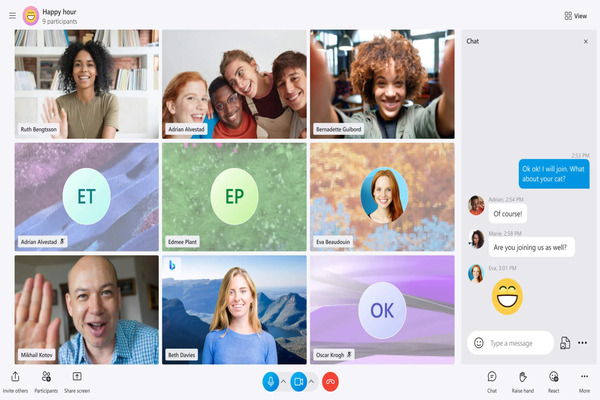 Happy hour
9 participants
View
Ruth Bengtsson
Adrian Alvestad
Bernadette Guibord
ET
Adrian Alvestad
EP
Edmee Plant
Eva Beaudouin
Mikhail Kotov
Beth Davies
OK
Oscar Krogh
Chat
2:53 PM
Ok ok! I will join. What
about your cat?
Adrian, 2:54 PM
Of course!
Marie, 2:58 PM
Are you joining us as well?
Eva, 3:01 PM
Type a message
Invite others
Participants
Share screen
Chat
Raise hand
React
More